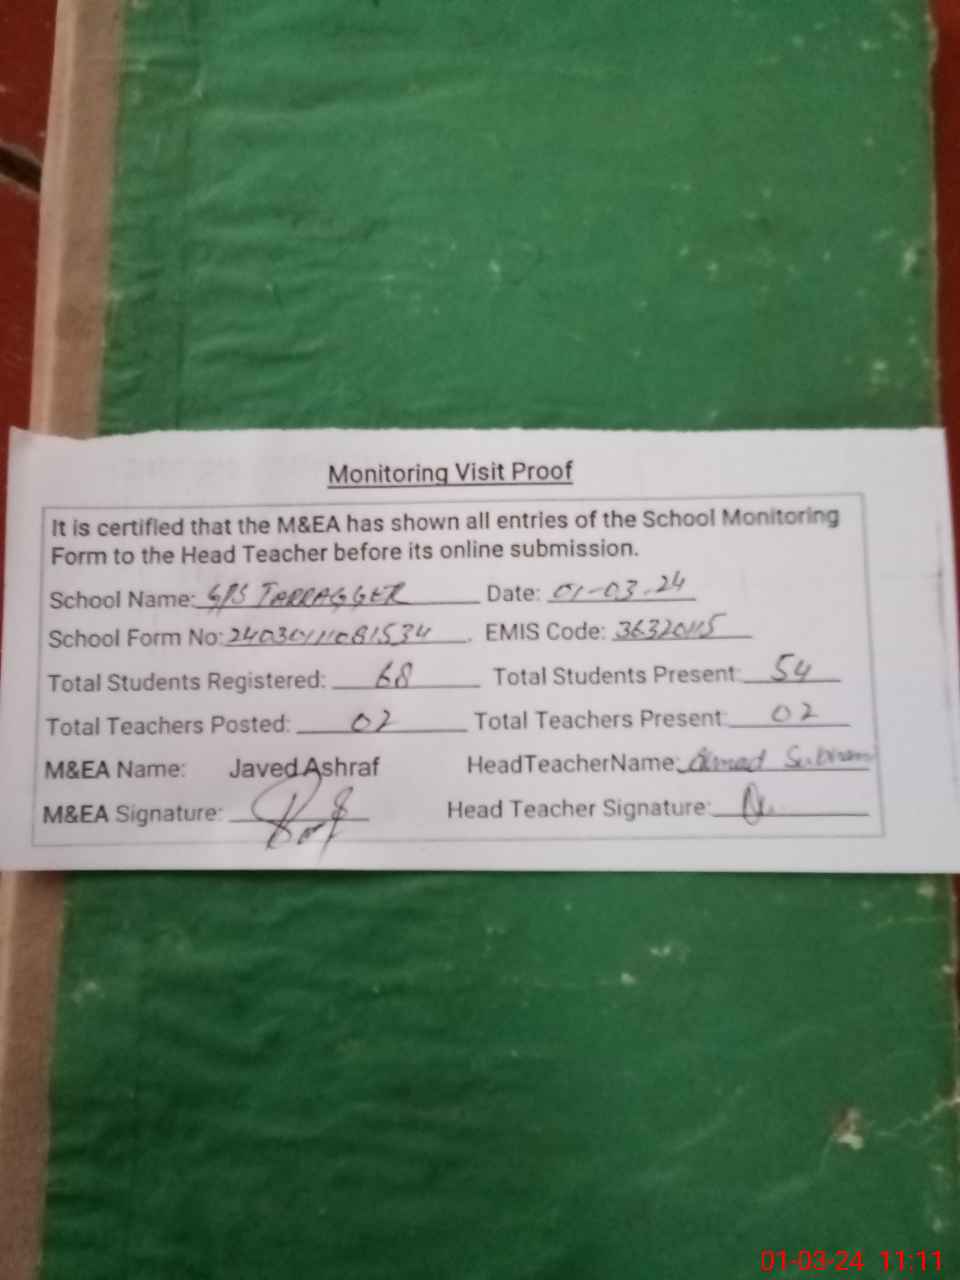 Monitoring Visit Proof
It is certified that the M&EA has shown all entries of the School Monitoring
Form to the Head Teacher before its online submission.
School Name: GPS TARRAGGER Date: 01-03-24
School Form No: EMIS Code: 36320115
Total Students Registered: 68 Total Students Present: 54
Total Teachers Posted: 02 Total Teachers Present: 02
M&EA Name: Javed Ashraf HeadTeacherName: Ahmad
M&EA Signature: Head Teacher Signature:
01-03-24 11:11